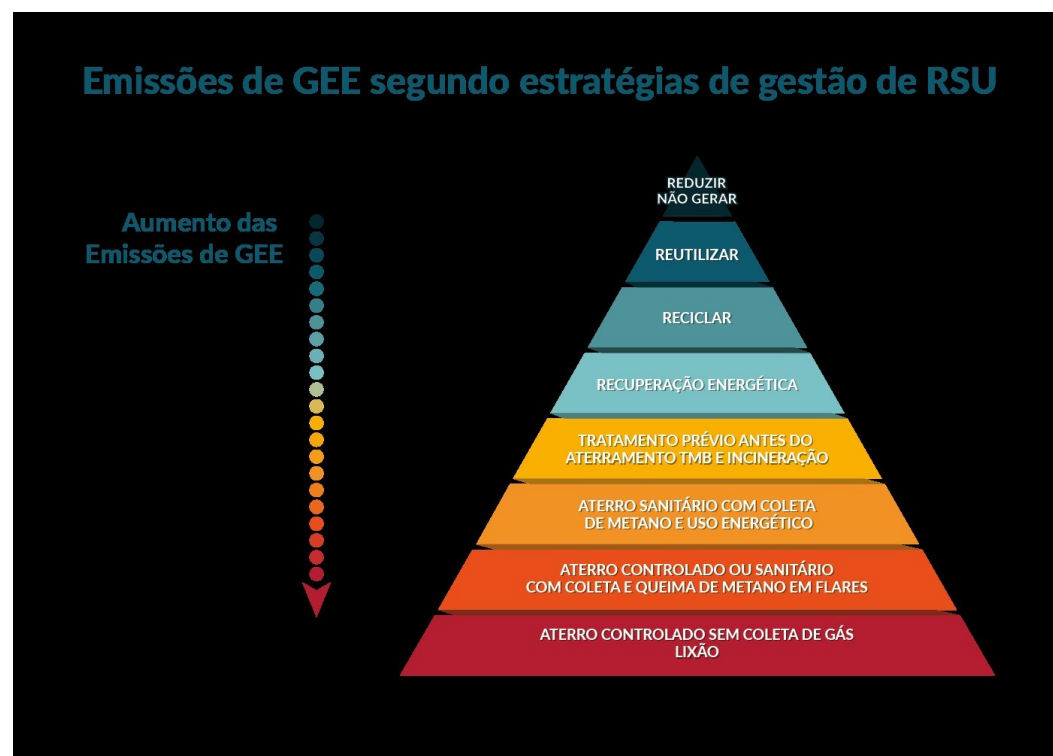 Emissões de GEE segundo estratégias de gestão de RSU
Aumento das
Emissões de GEE
REDUZIR
NÃO GERAR
REUTILIZAR
RECICLAR
RECUPERAÇÃO ENERGÉTICA
TRATAMENTO PRÉVIO ANTES DO
ATERRAMENTO TMB E INCINERAÇÃO
ATERRO SANITÁRIO COM COLETA
DE METANO E USO ENERGÉTICO
ATERRO CONTROLADO OU SANITÁRIO
COM COLETA E QUEIMA DE METANO EM FLARES
ATERRO CONTROLADO SEM COLETA DE GÁS
LIXÃO